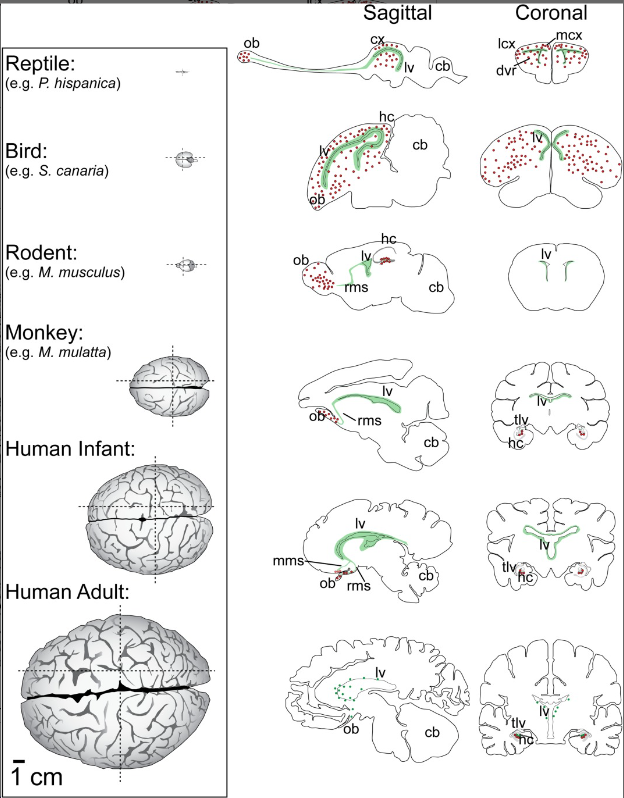 Sagittal
Coronal
Reptile:
(e.g. P. hispanica)
ob
cx
lv
cb
lcx
mcx
dvr
Bird:
(e.g. S. canaria)
hc
lv
cb
ob
lv
Rodent:
(e.g. M. musculus)
ob
hc
lv
rms
cb
lv
Monkey:
(e.g. M. mulatta)
lv
ob
rms
cb
lv
tlv
hc
Human Infant:
lv
mms
ob
rms
cb
lv
tlv
hc
Human Adult:
lv
ob
cb
lv
tlv
hc
1 cm